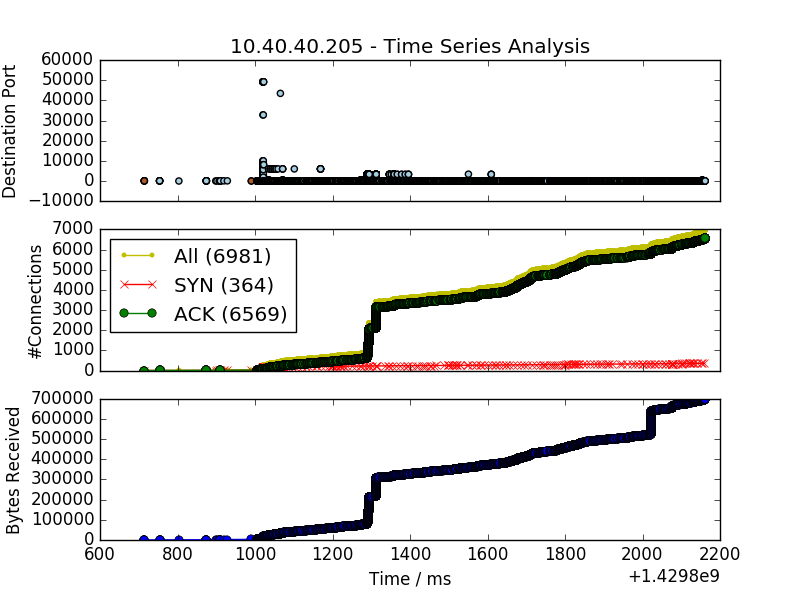 10.40.40.205 - Time Series Analysis
60000
50000
40000
30000
20000
10000
0
−10000
Destination Port
7000
6000
5000
4000
3000
2000
1000
0
#Connections
All (6981)
SYN (364)
ACK (6569)
700000
600000
500000
400000
300000
200000
100000
0
Bytes Received
600 800 1000 1200 1400 1600 1800 2000 2200
Time / ms
+1.4298e9